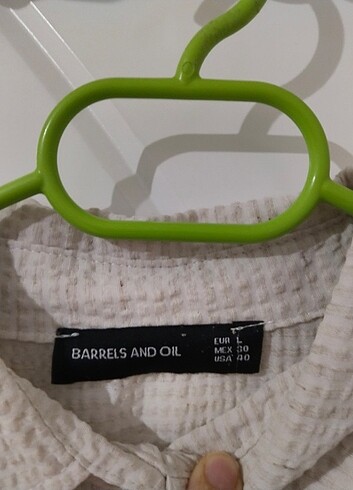 BARRELS AND OIL
EUR L
MEX 30
USA 40